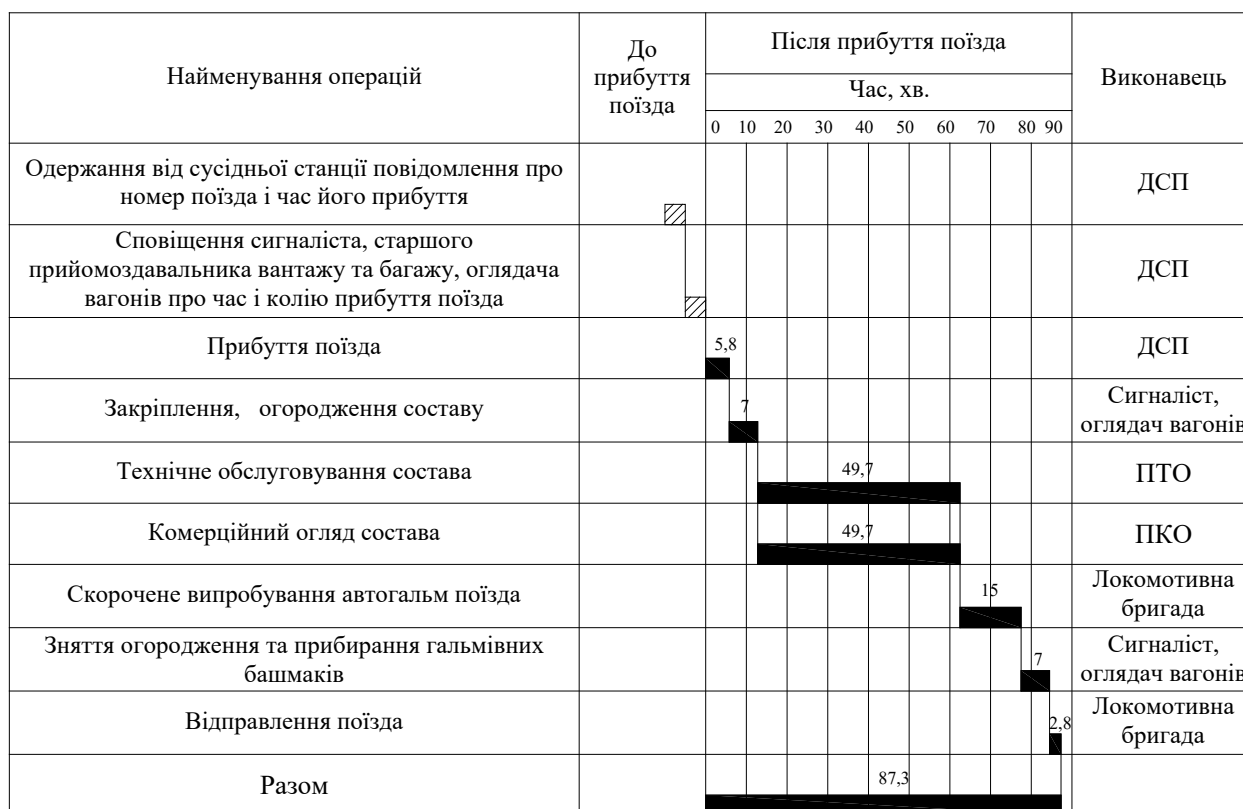 Найменування операцій
До
прибуття
поїзда
Після прибуття поїзда
Час, хв.
0 10 20 30 40 50 60 70 80 90
Виконавець
Одержання від сусідньої станції повідомлення про
номер поїзда і час його прибуття
ДСП
Сповіщення сигналіста, старшого
прийомоздавальника вантажу та багажу, оглядача
вагонів про час і колію прибуття поїзда
ДСП
Прибуття поїзда
5,8
ДСП
Закріплення, огородження составу
7
Сигналіст,
оглядач вагонів
Технічне обслуговування состава
49,7
ПТО
Комерційний огляд состава
49,7
ПКО
Скорочене випробування автогальм поїзда
15
Локомотивна
бригада
Зняття огородження та прибирання гальмівних
башмаків
7
Сигналіст,
оглядач вагонів
Відправлення поїзда
2,8
Локомотивна
бригада
Разом
87,3